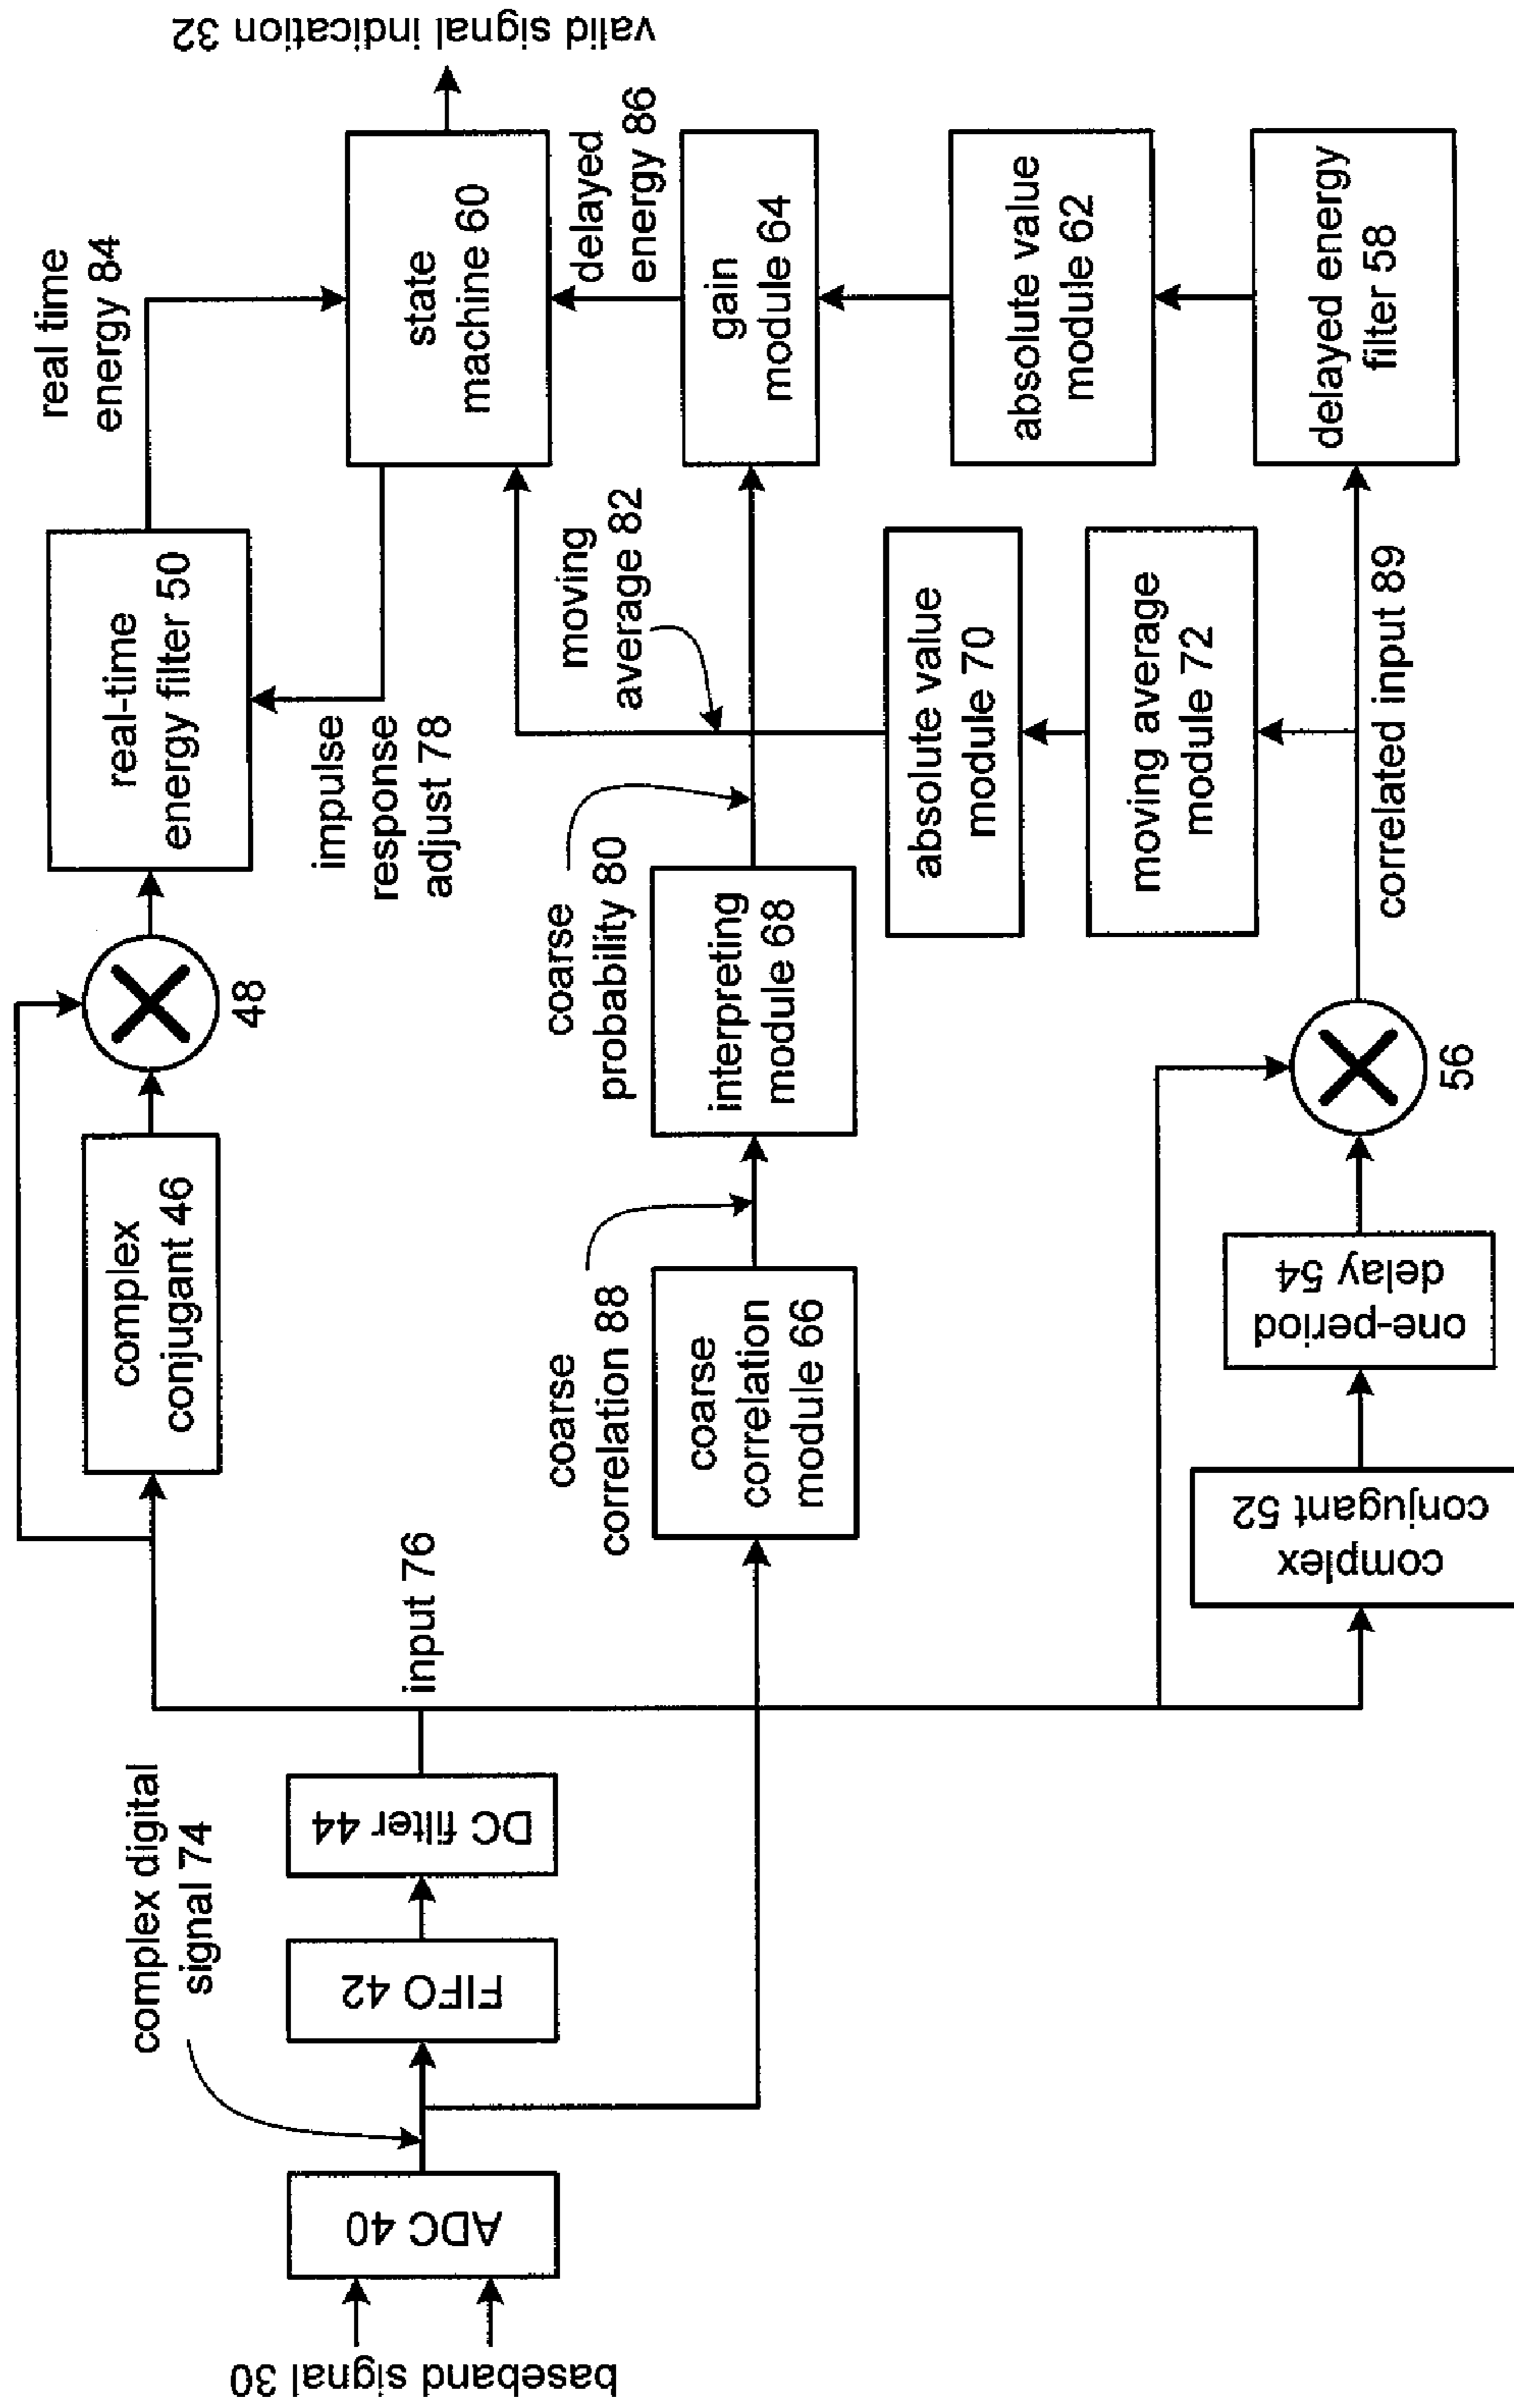 baseband signal 30
ADC 40
complex digital
signal 74
FIFO 42
DC filter 44
input 76
complex
conjugant 46
48
real-time
energy filter 50
real time
energy 84
impulse
response
adjust 78
state
machine 60
valid signal indication 32
delayed
energy 86
coarse
correlation 88
coarse
correlation
module 66
coarse
probability 80
interpreting
module 68
moving
average 82
gain
module 64
absolute value
module 70
absolute value
module 62
moving average
module 72
complex
conjugant 52
one-period
delay 54
56
correlated input 89
delayed energy
filter 58